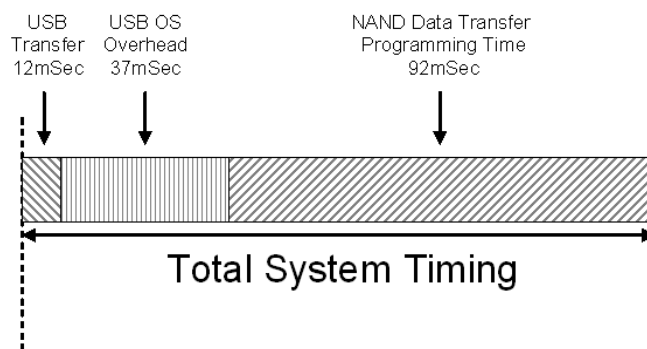 USB
Transfer
12mSec
USB OS
Overhead
37mSec
NAND Data Transfer
Programming Time
92mSec
Total System Timing